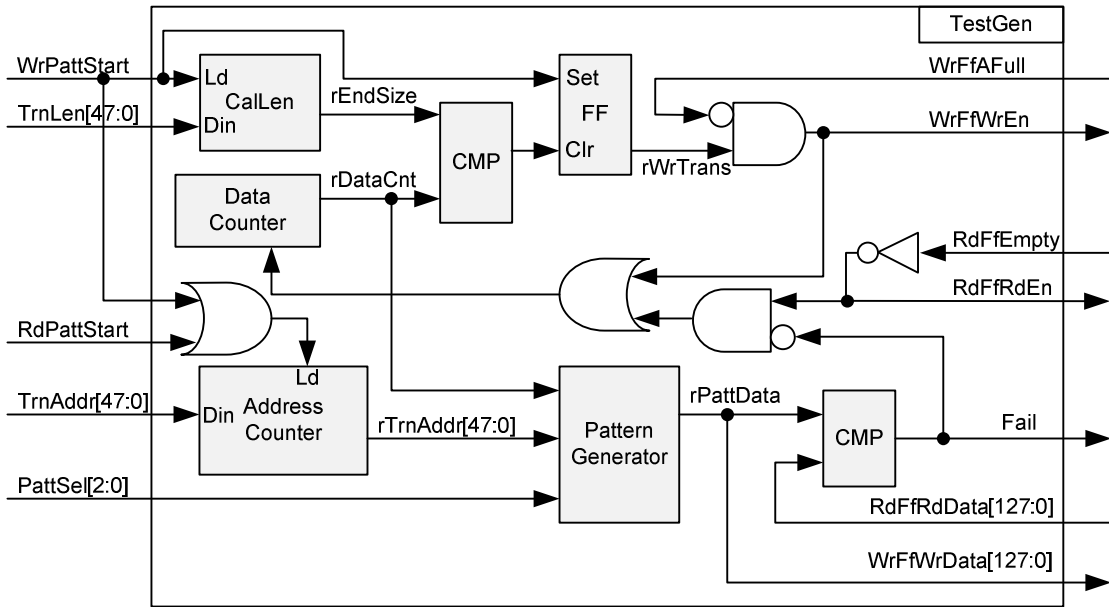 TestGen
WrPattStart
WrFfAFull
Ld
CalLen
Din
rEndSize
Set
FF
Clr
TrnLen[47:0]
WrFfWrEn
CMP
rWrTrans
rDataCnt
Data
Counter
RdFfEmpty
RdFfRdEn
RdPattStart
Ld
Din
Address
Counter
TrnAddr[47:0]
rTrnAddr[47:0]
Pattern
Generator
rPattData
CMP
Fail
PattSel[2:0]
RdFfRdData[127:0]
WrFfWrData[127:0]